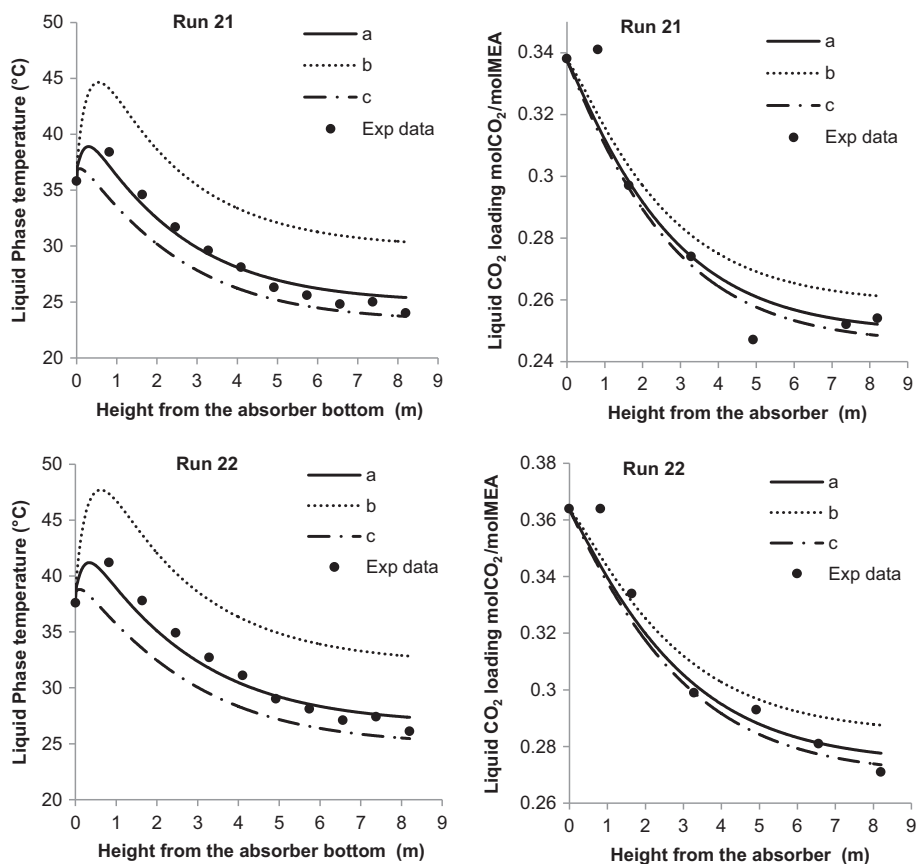 Run 21
Liquid Phase temperature (°C)
50
45
40
35
30
25
20
a
b
c
Exp data
0 1 2 3 4 5 6 7 8 9
Height from the absorber bottom (m)
Run 21
Liquid CO2 loading molCO2/molMEA
0.34
0.32
0.3
0.28
0.26
0.24
a
b
c
Exp data
0 1 2 3 4 5 6 7 8 9
Height from the absorber (m)
Run 22
Liquid Phase temperature (°C)
50
45
40
35
30
25
20
a
b
c
Exp data
0 1 2 3 4 5 6 7 8 9
Height from the absorber bottom (m)
Run 22
Liquid CO2 loading molCO2/molMEA
0.38
0.36
0.34
0.32
0.3
0.28
0.26
a
b
c
Exp data
0 1 2 3 4 5 6 7 8 9
Height from the absorber (m)